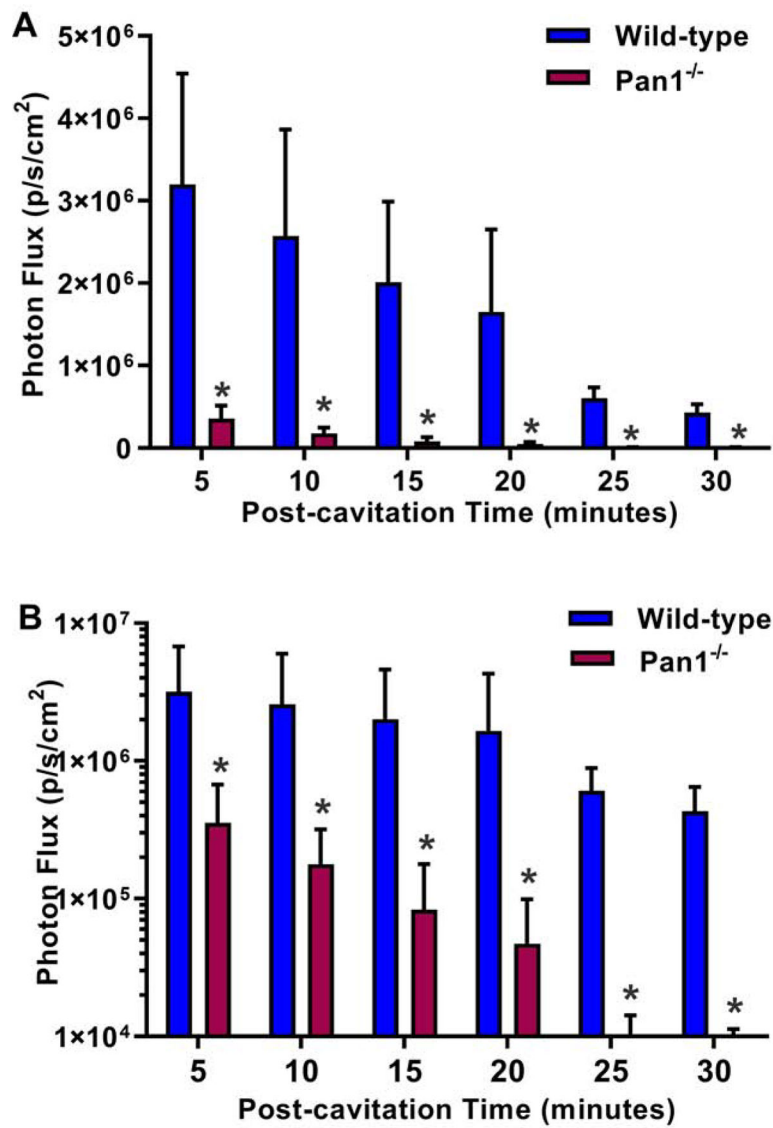 A
Wild-type
Pan1⁻/⁻
5×10⁶
4×10⁶
3×10⁶
2×10⁶
1×10⁶
0
Photon Flux (p/s/cm²)
* * * * * *
5 10 15 20 25 30
Post-cavitation Time (minutes)
B
Wild-type
Pan1⁻/⁻
1×10⁷
1×10⁶
1×10⁵
1×10⁴
Photon Flux (p/s/cm²)
* * * * * *
5 10 15 20 25 30
Post-cavitation Time (minutes)